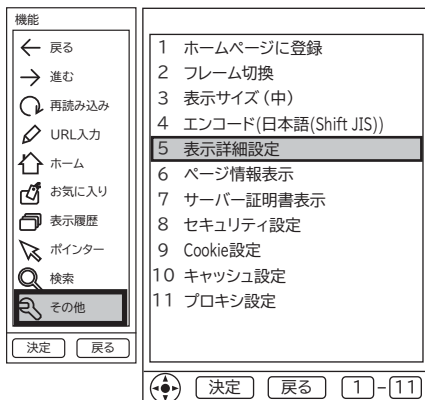 機能
戻る
進む
再読み込み
URL入力
ホーム
お気に入り
表示履歴
ポインター
検索
その他
決定 戻る
1 ホームページに登録
2 フレーム切換
3 表示サイズ（中）
4 エンコード(日本語(Shift JIS))
5 表示詳細設定
6 ページ情報表示
7 サーバー証明書表示
8 セキュリティ設定
9 Cookie設定
10 キャッシュ設定
11 プロキシ設定
決定 戻る 1-11